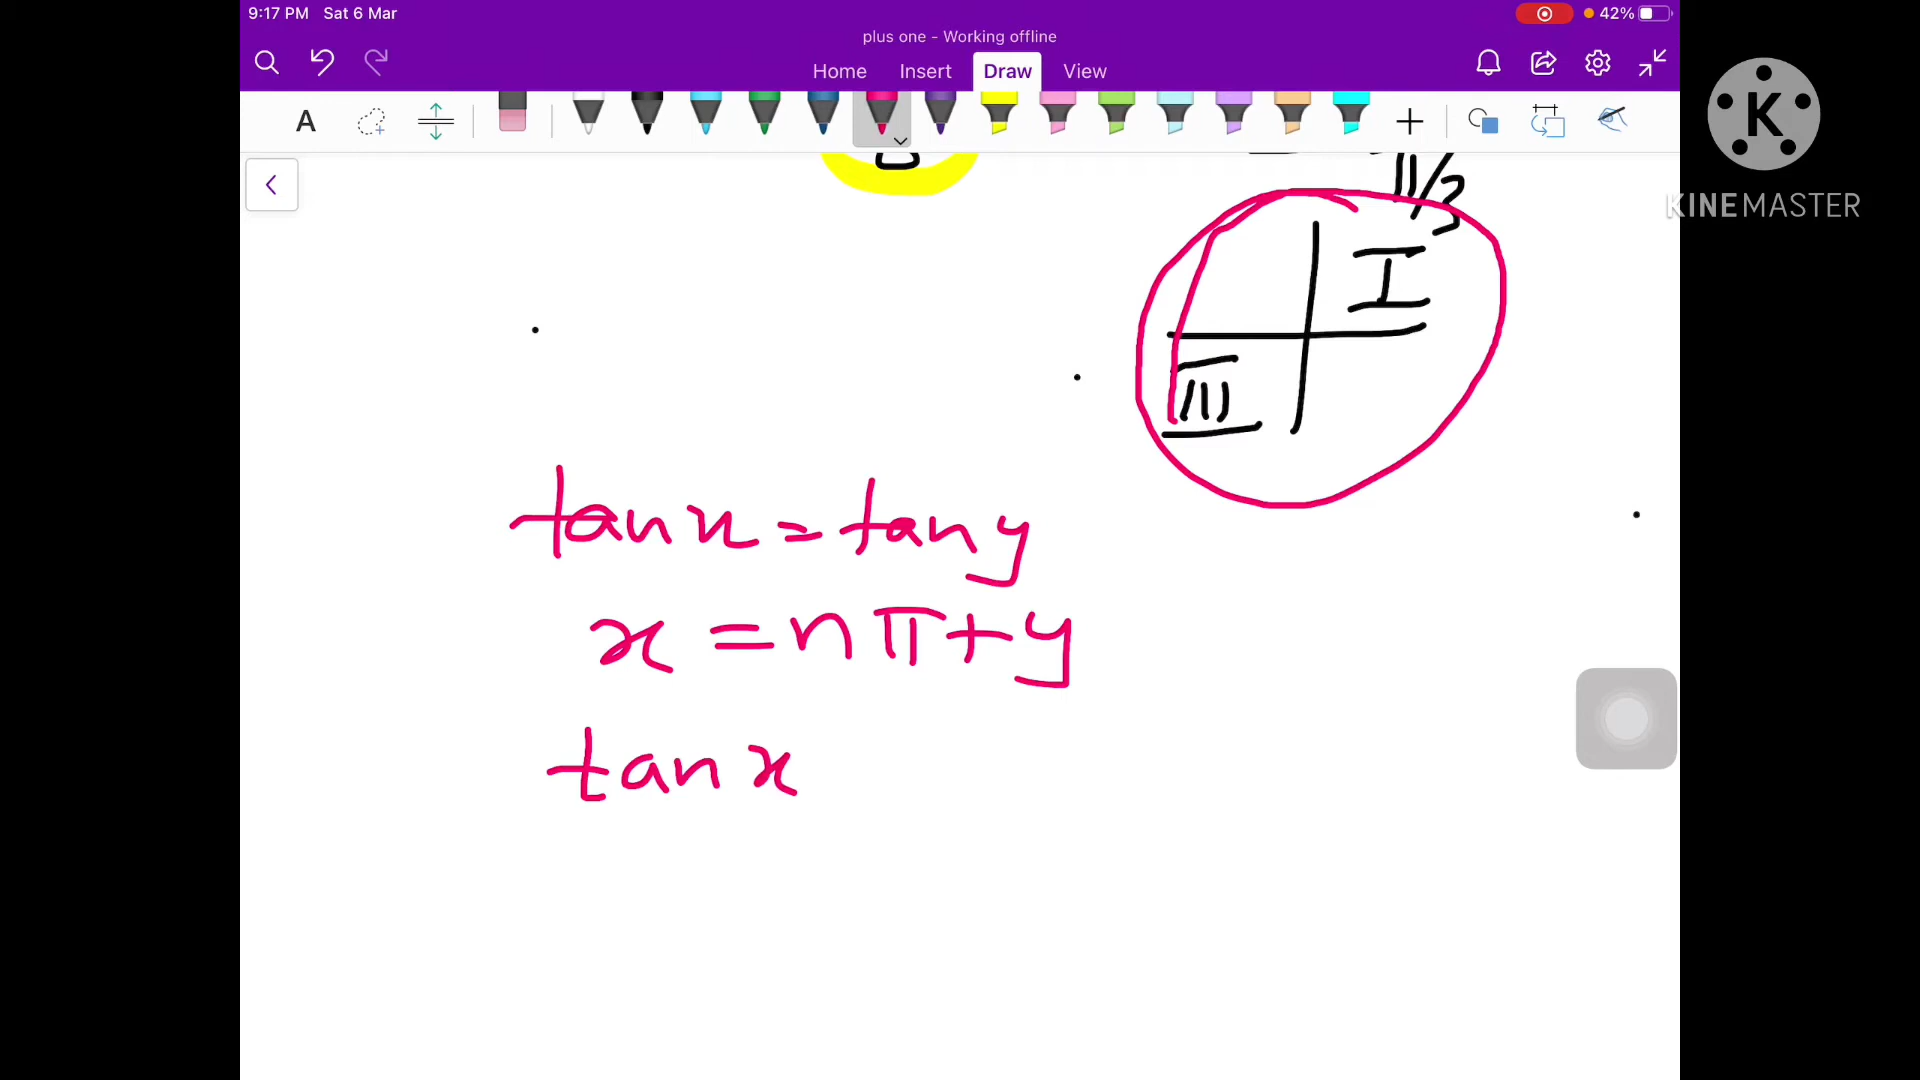 9:17 PM Sat 6 Mar
42%
plus one - Working offline
Home Insert Draw View
A
K
KINEMASTER
I
III
tan x = tan y
x = nπ + y
tan x